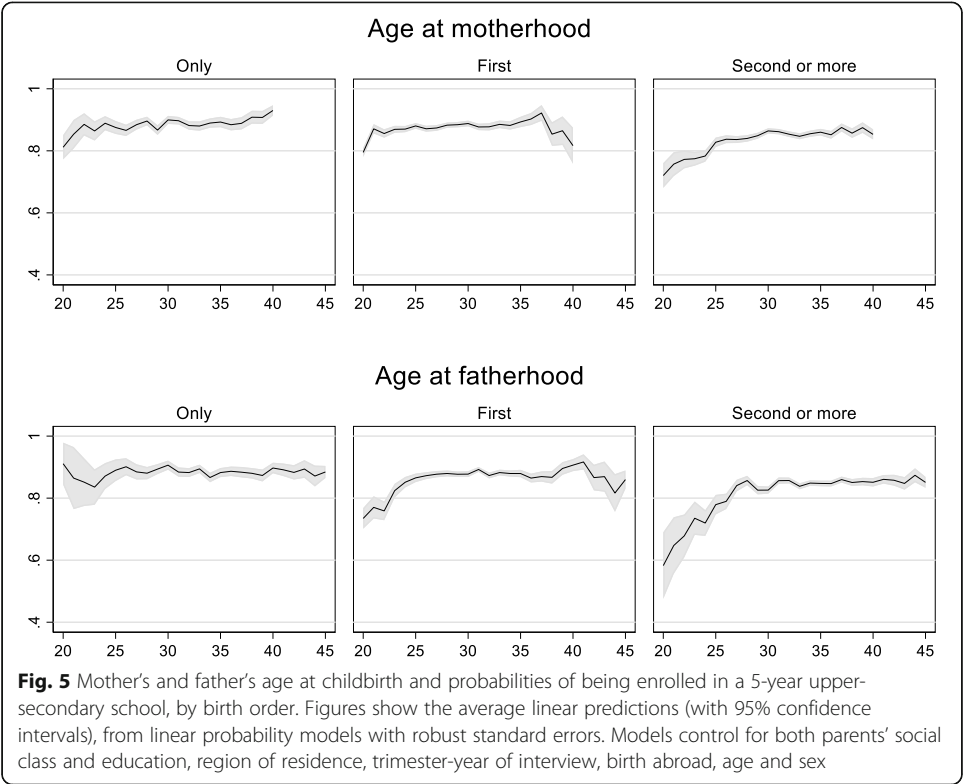 Age at motherhood
Only First Second or more
1
.8
.6
.4
20 25 30 35 40 45 20 25 30 35 40 45 20 25 30 35 40 45
Age at fatherhood
Only First Second or more
1
.8
.6
.4
20 25 30 35 40 45 20 25 30 35 40 45 20 25 30 35 40 45
Fig. 5 Mother's and father's age at childbirth and probabilities of being enrolled in a 5-year upper-
secondary school, by birth order. Figures show the average linear predictions (with 95% confidence
intervals), from linear probability models with robust standard errors. Models control for both parents' social
class and education, region of residence, trimester-year of interview, birth abroad, age and sex